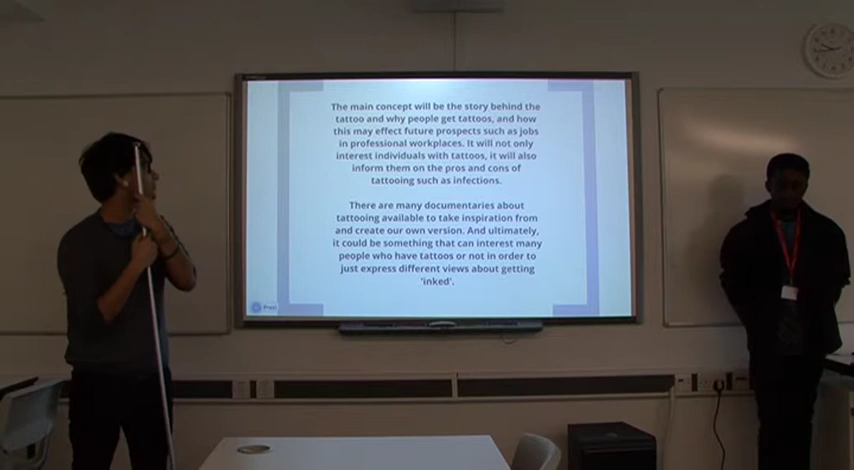 The main concept will be the story behind the
tattoo and why people get tattoos, and how
this may effect future prospects such as jobs
in professional workplaces. It will not only
interest individuals with tattoos, it will also
inform them on the pros and cons of
tattooing such as infections.
There are many documentaries about
tattooing available to take inspiration from
and create our own version. And ultimately,
it could be something that can interest many
people who have tattoos or not in order to
just express different views about getting
'inked'.
Prezi